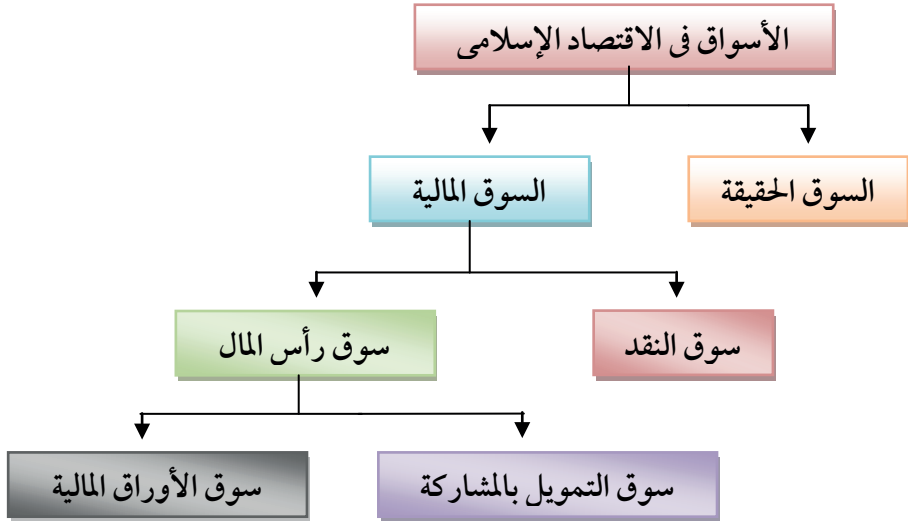 الأسواق فى الاقتصاد الإسلامى
السوق الحقيقة
السوق المالية
سوق النقد
سوق رأس المال
سوق التمويل بالمشاركة
سوق الأوراق المالية